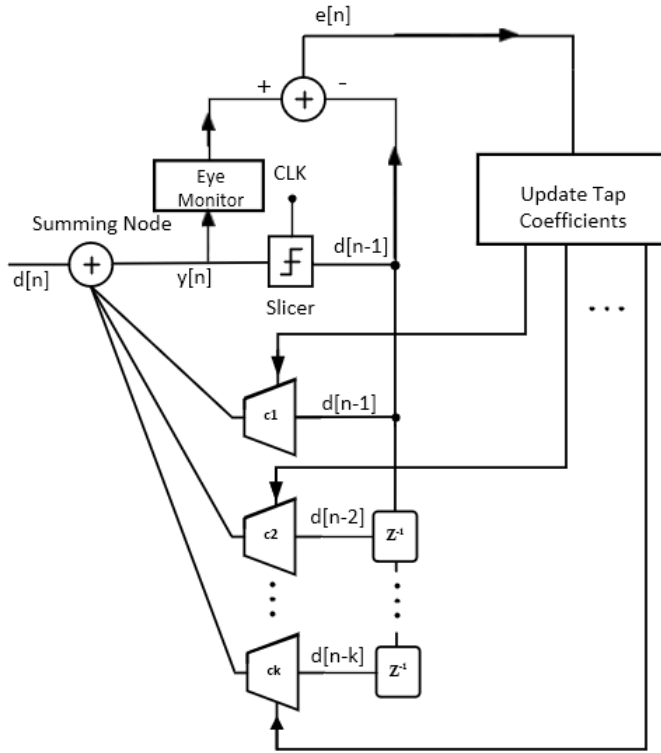 e[n]
+
-
+
Eye
Monitor
CLK
Update Tap
Coefficients
Summing Node
+
d[n]
y[n]
d[n-1]
Slicer
...
c1
d[n-1]
c2
d[n-2]
Z⁻¹
ck
d[n-k]
Z⁻¹